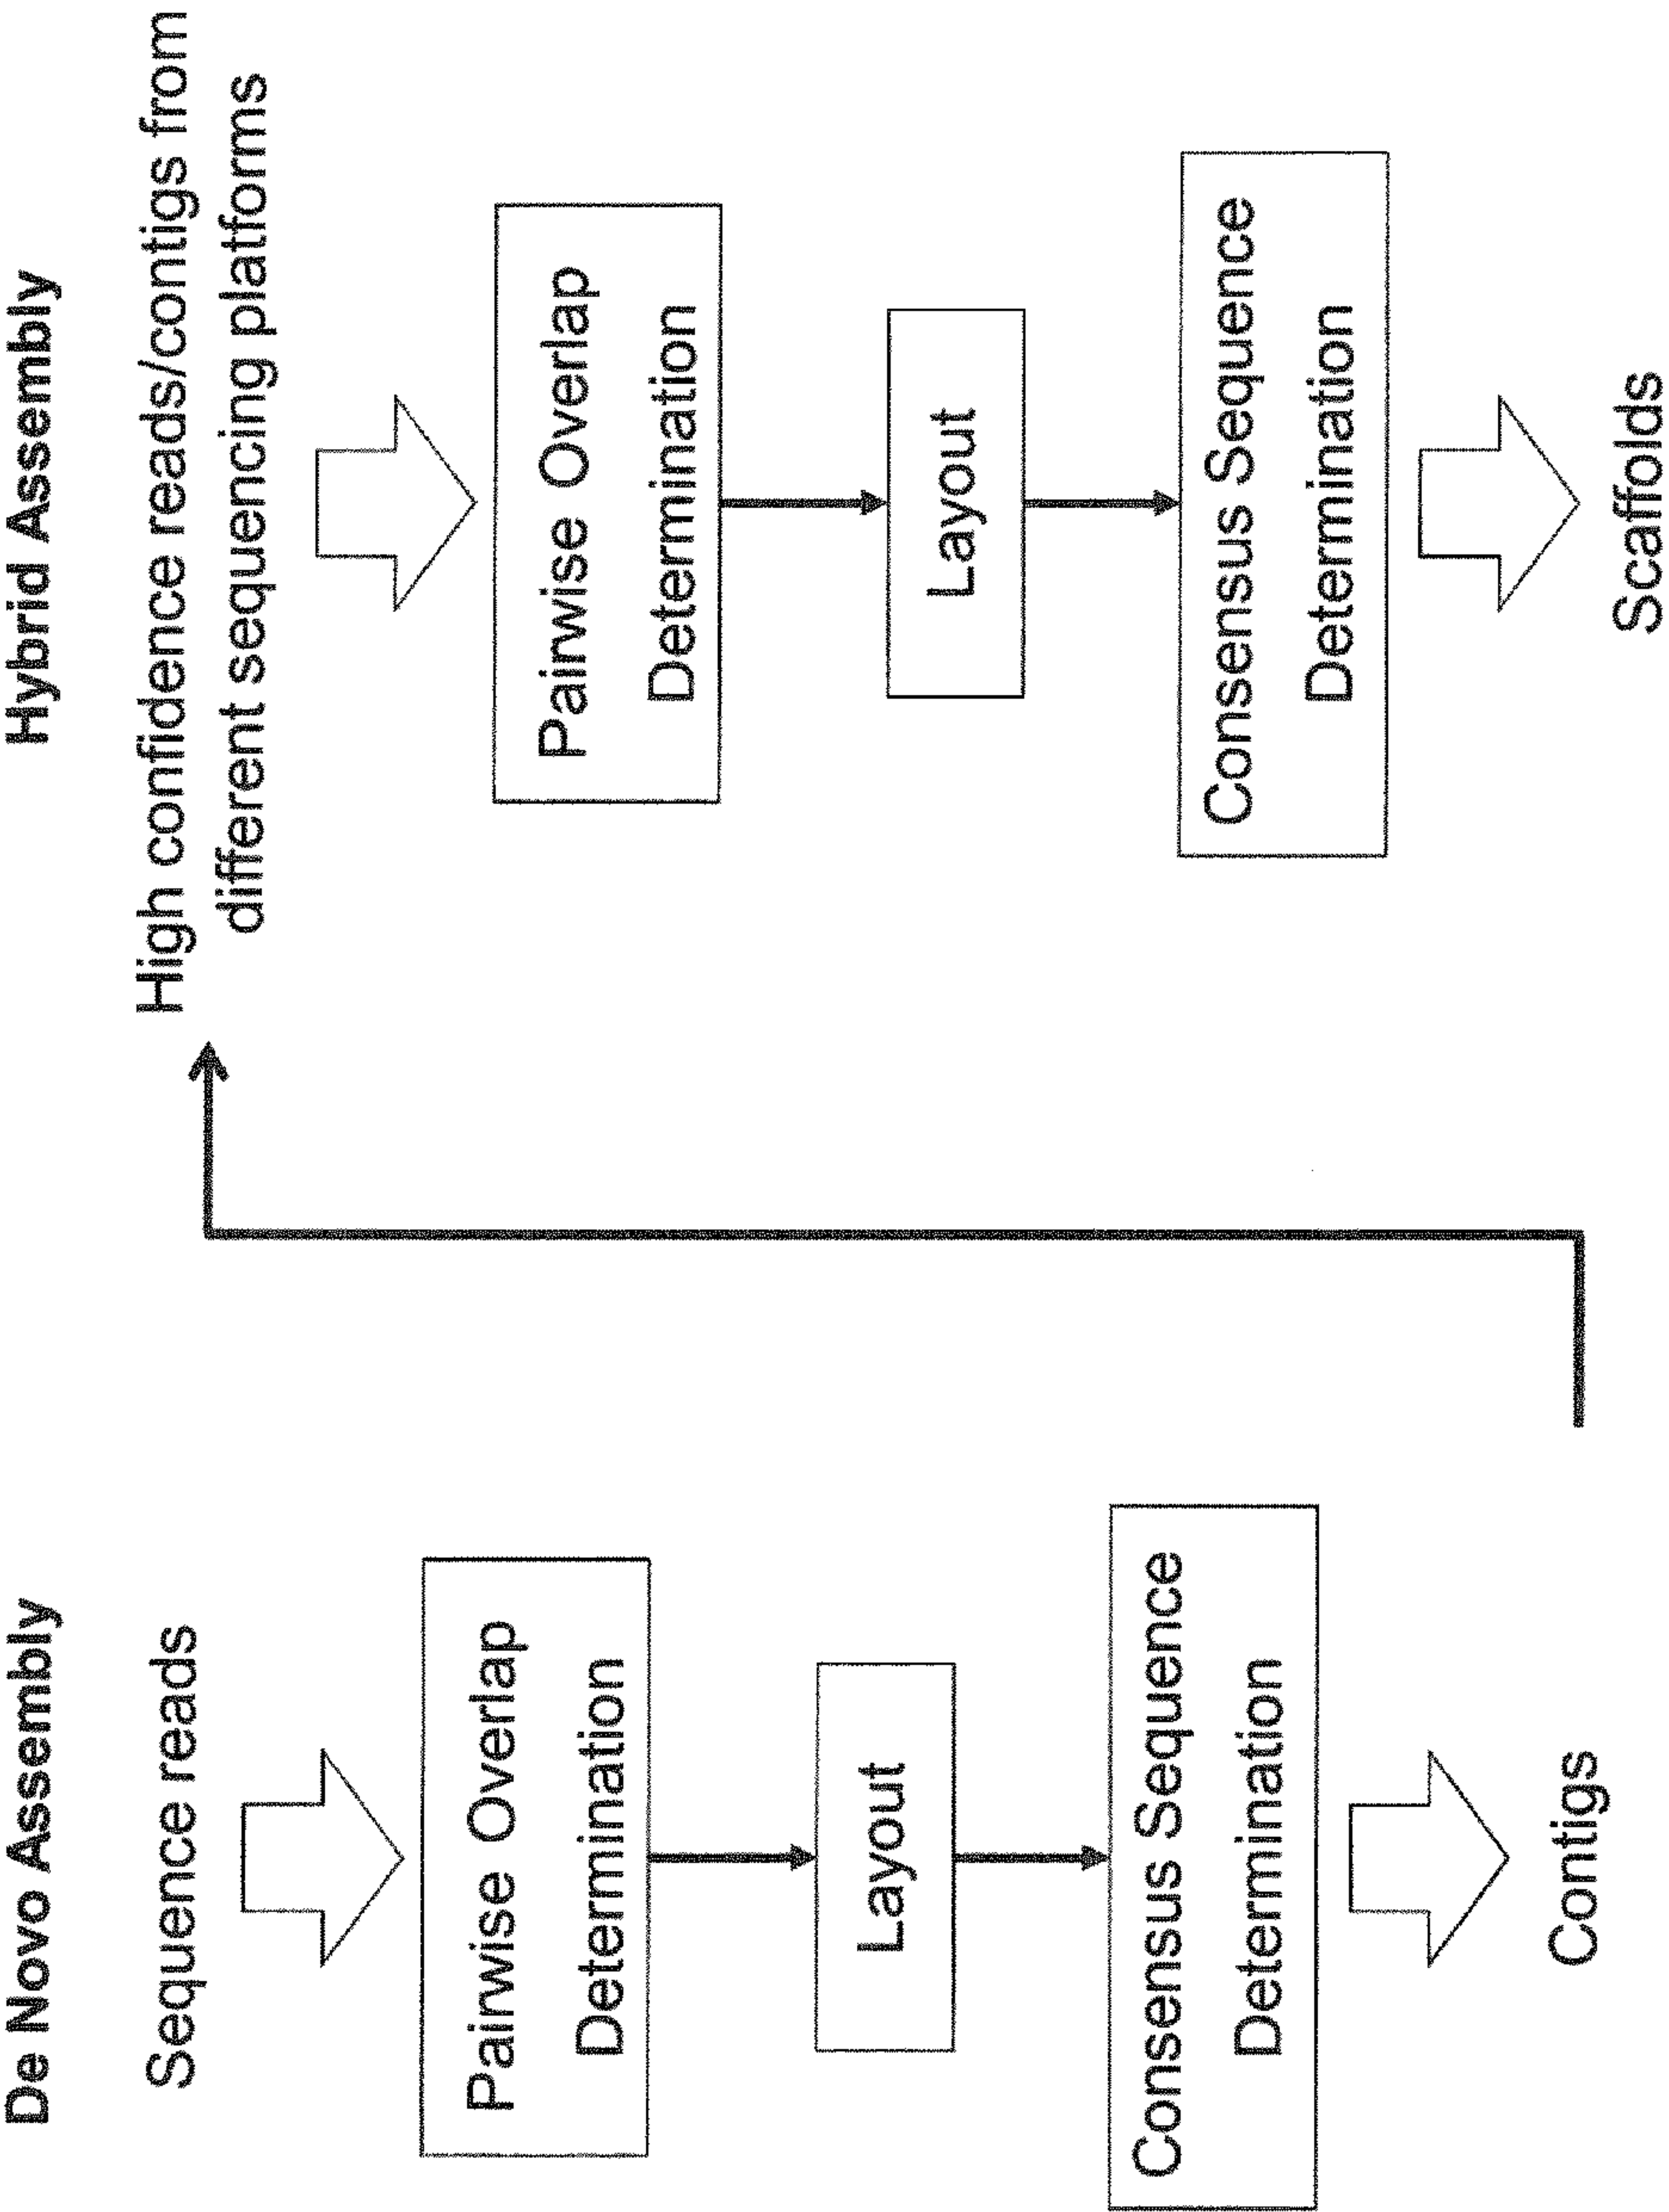 De Novo Assembly
Sequence reads
Pairwise Overlap
Determination
Layout
Consensus Sequence
Determination
Contigs
Hybrid Assembly
High confidence reads/contigs from
different sequencing platforms
Pairwise Overlap
Determination
Layout
Consensus Sequence
Determination
Scaffolds